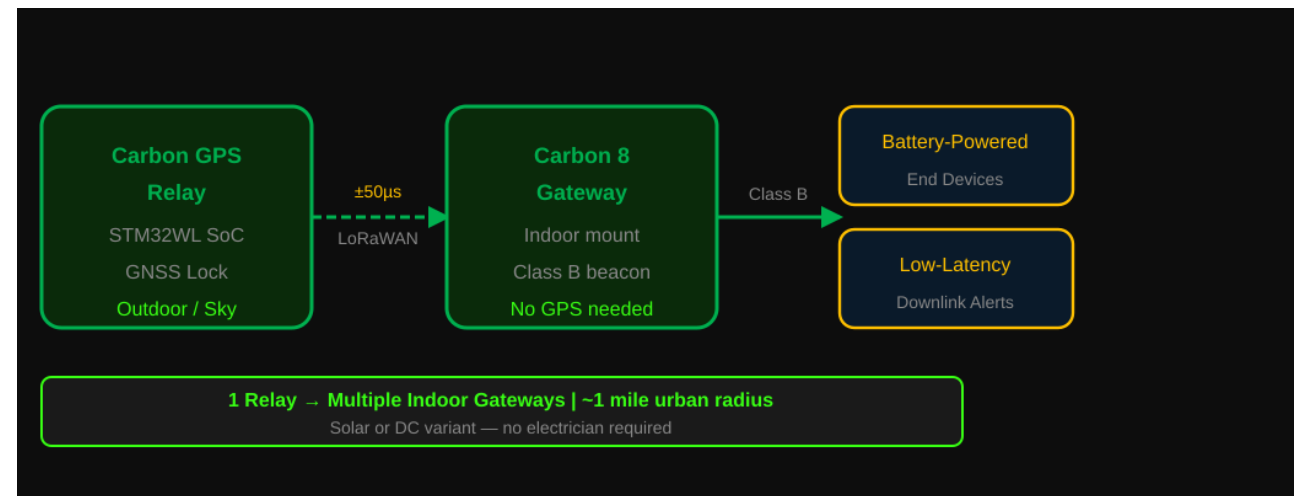 Carbon GPS
Relay
STM32WL SoC
GNSS Lock
Outdoor / Sky
±50µs
LoRaWAN
Carbon 8
Gateway
Indoor mount
Class B beacon
No GPS needed
Class B
Battery-Powered
End Devices
Low-Latency
Downlink Alerts
1 Relay → Multiple Indoor Gateways | ~1 mile urban radius
Solar or DC variant — no electrician required